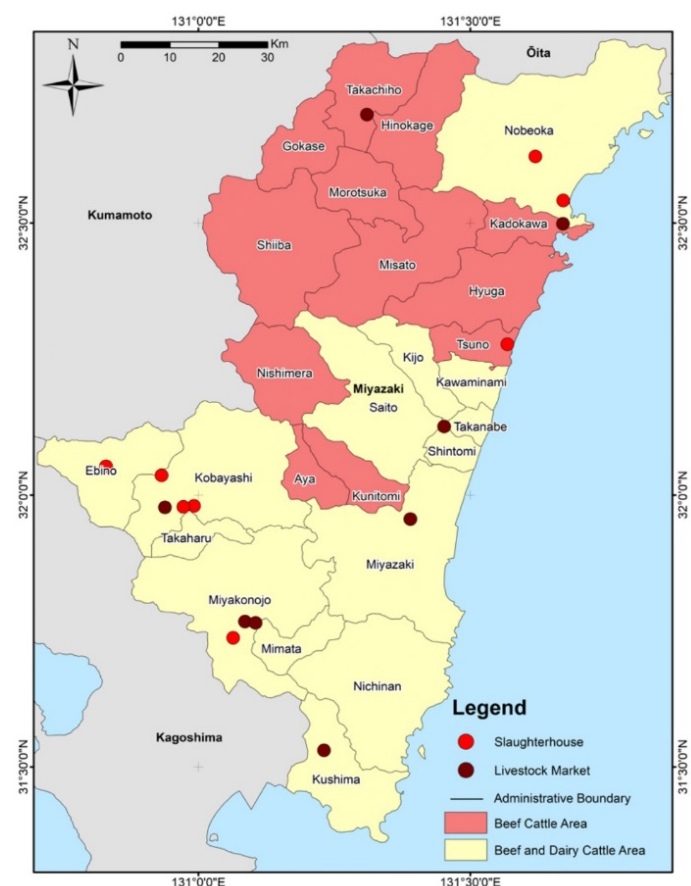 131°0'0"E
131°30'0"E
N
Km
0
10
20
30
Ōita
Takachiho
Hinokage
Nobeoka
Gokase
Morotsuka
32°30'0"N
Kumamoto
Kadokawa
32°30'0"N
Shiiba
Misato
Hyuga
Tsuno
Kijo
Nishimera
Kawaminami
Miyazaki
Saito
Takanabe
Shintomi
Ebino
Kobayashi
Aya
Kunitomi
32°0'0"N
32°0'0"N
Takaharu
Miyazaki
Miyakonojo
Mimata
Nichinan
Legend
Kagoshima
Slaughterhouse
31°30'0"N
Livestock Market
31°30'0"N
Kushima
Administrative Boundary
Beef Cattle Area
Beef and Dairy Cattle Area
131°0'0"E
131°30'0"E